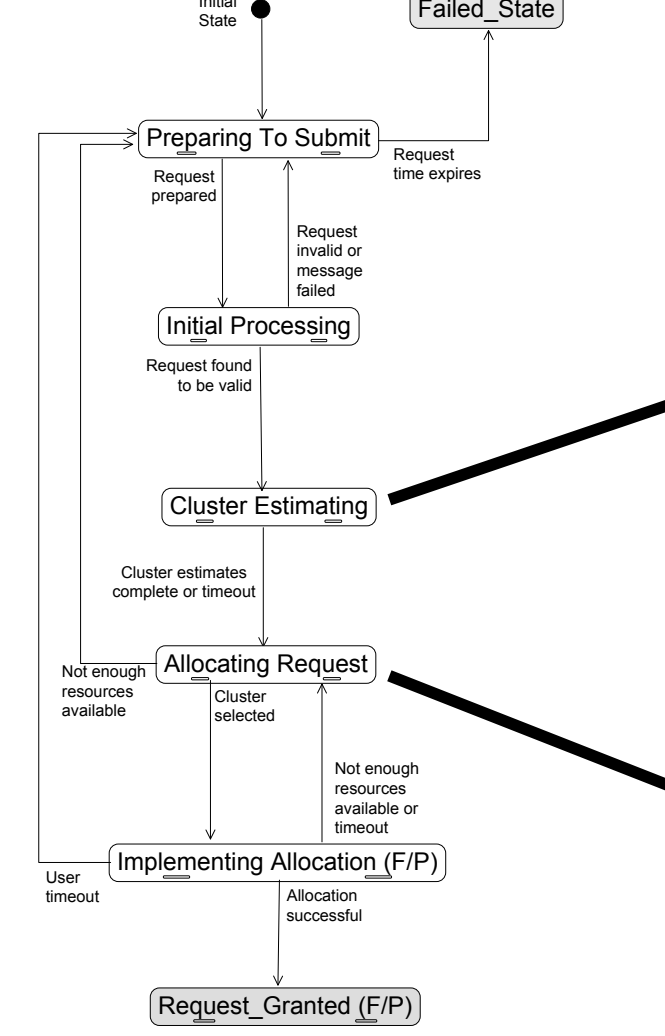 Initial
State
Failed_State
Preparing To Submit
Request
time expires
Request
prepared
Request
invalid or
message
failed
Initial Processing
Request found
to be valid
Cluster Estimating
Cluster estimates
complete or timeout
Allocating Request
Not enough
resources
available
Cluster
selected
Not enough
resources
available or
timeout
Implementing Allocation (F/P)
User
timeout
Allocation
successful
Request_Granted (F/P)